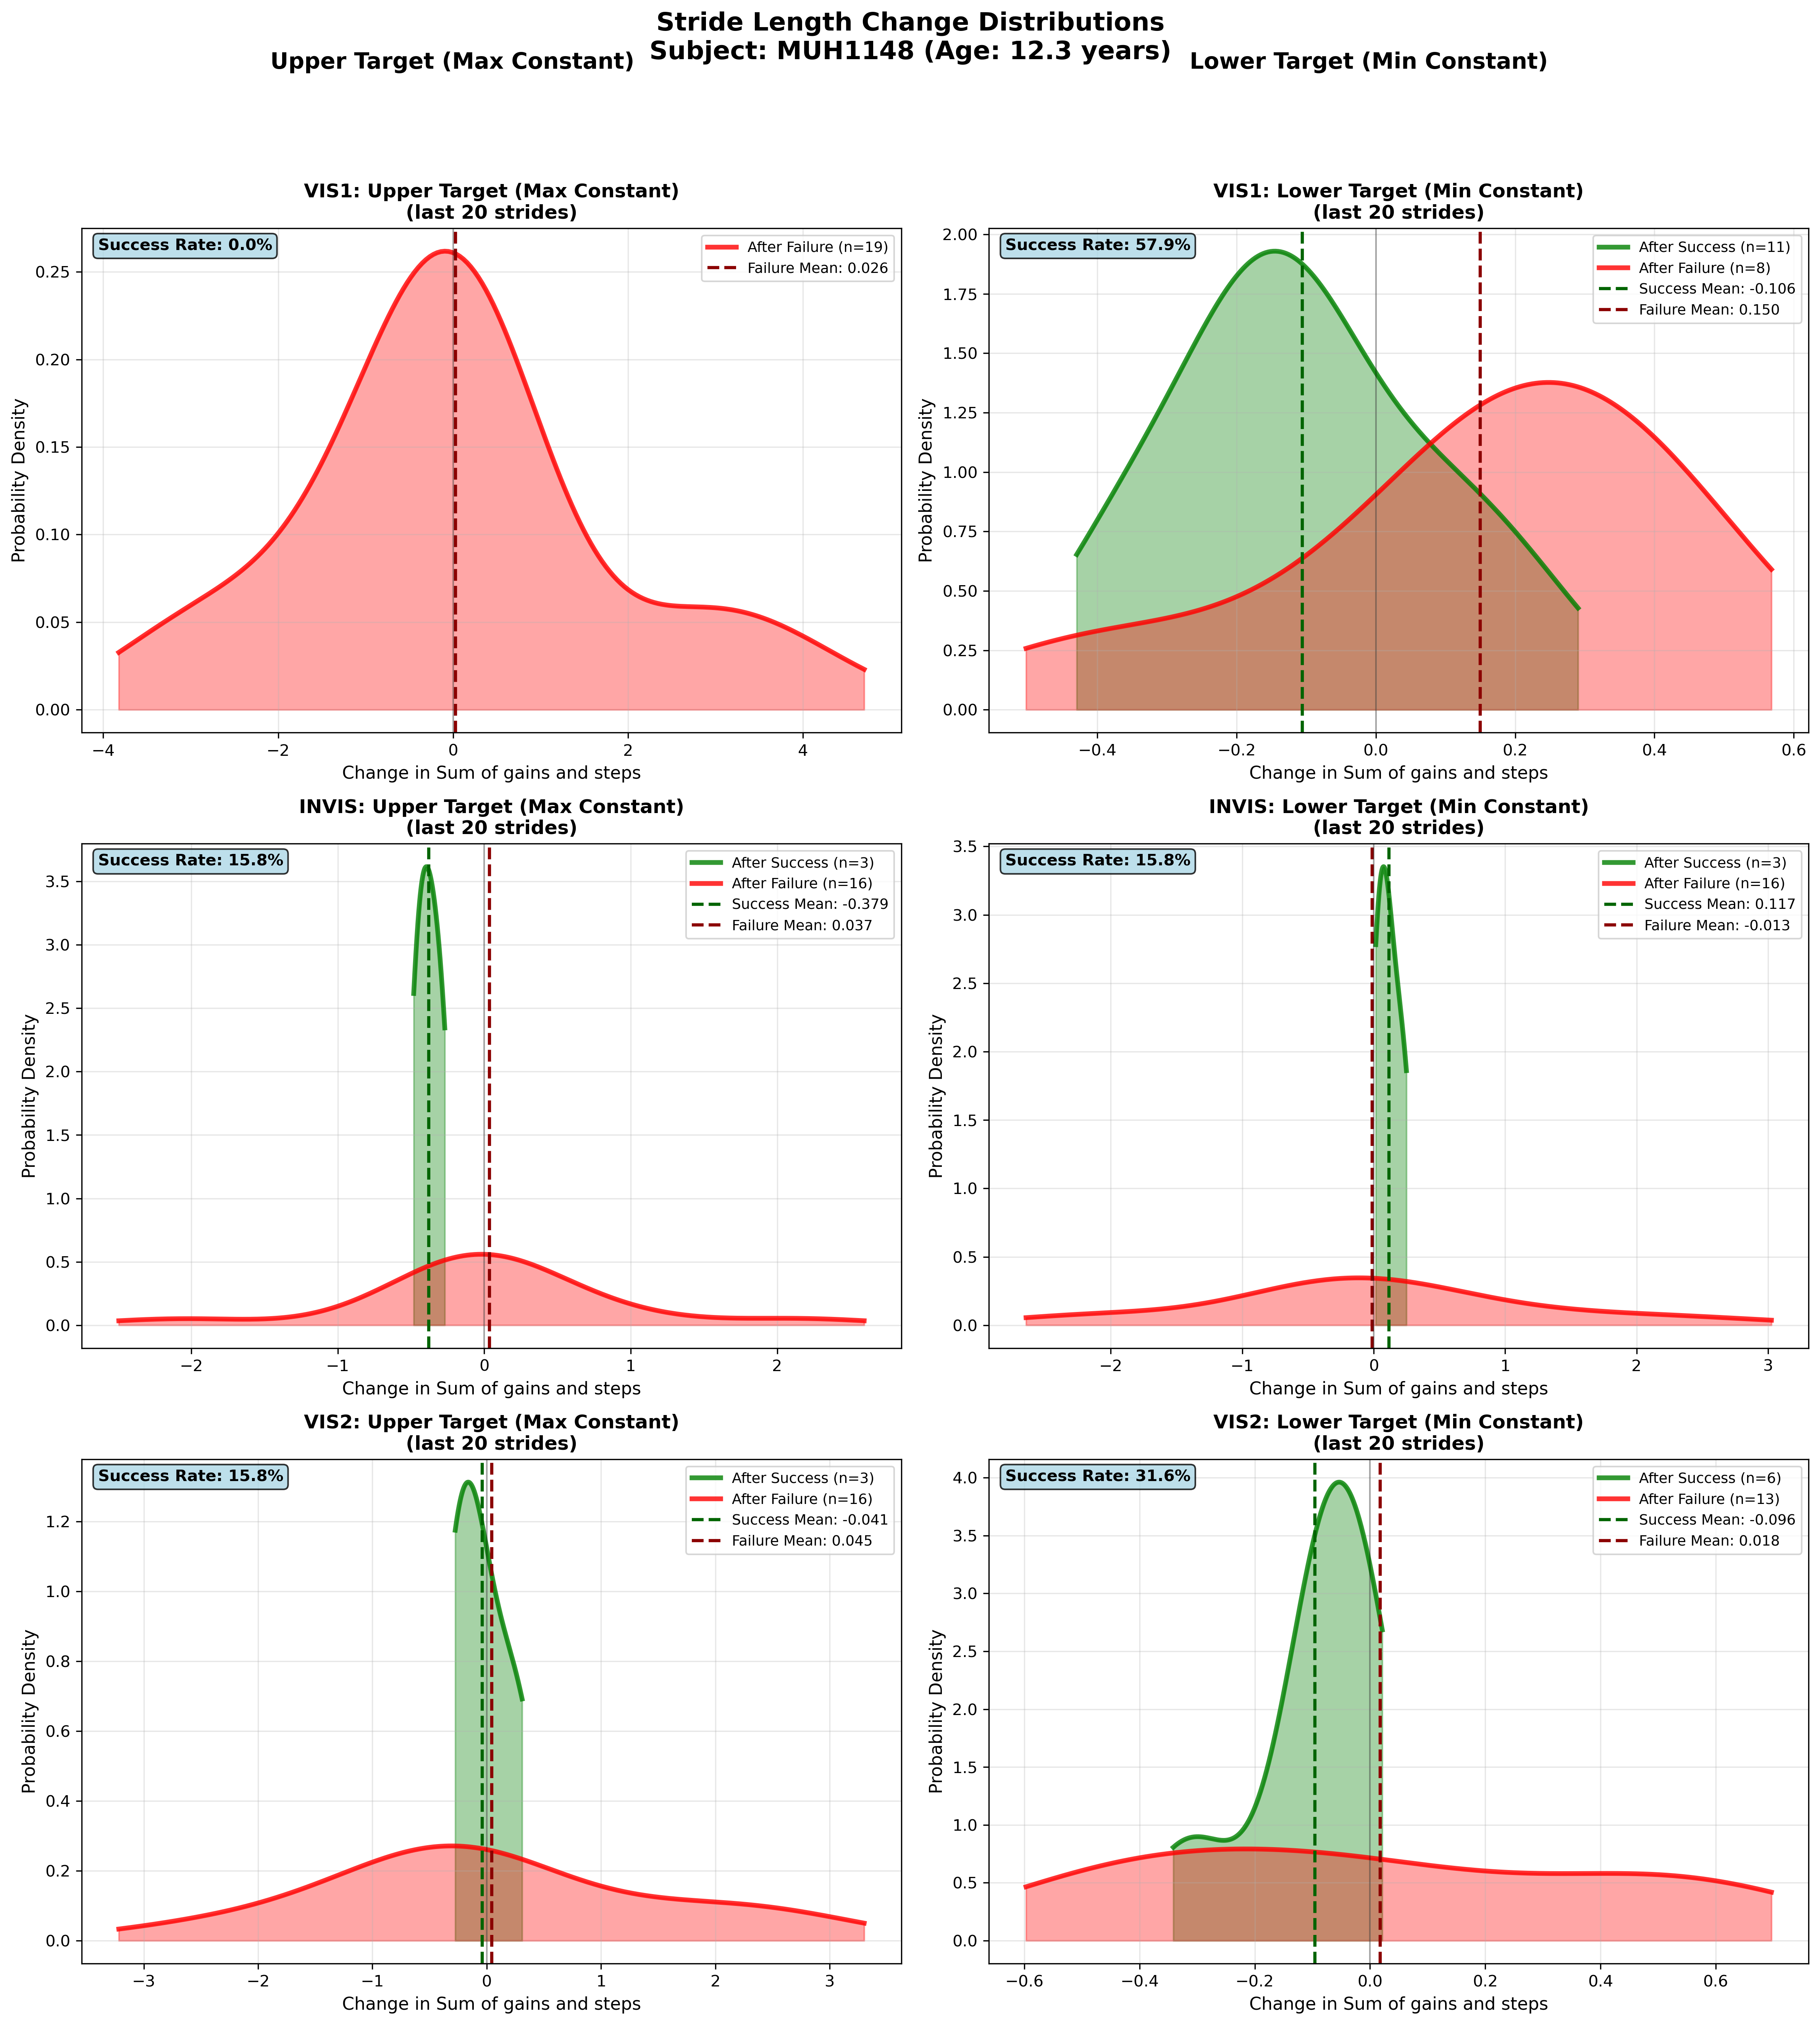 Stride Length Change Distributions
Subject: MUH1148 (Age: 12.3 years)
Upper Target (Max Constant)
Lower Target (Min Constant)
VIS1: Upper Target (Max Constant)
(last 20 strides)
Success Rate: 0.0%
After Failure (n=19)
Failure Mean: 0.026
Probability Density
0.25
0.20
0.15
0.10
0.05
0.00
−4
−2
0
2
4
Change in Sum of gains and steps
VIS1: Lower Target (Min Constant)
(last 20 strides)
Success Rate: 57.9%
After Success (n=11)
After Failure (n=8)
Success Mean: -0.106
Failure Mean: 0.150
Probability Density
2.00
1.75
1.50
1.25
1.00
0.75
0.50
0.25
0.00
−0.4
−0.2
0.0
0.2
0.4
0.6
Change in Sum of gains and steps
INVIS: Upper Target (Max Constant)
(last 20 strides)
Success Rate: 15.8%
After Success (n=3)
After Failure (n=16)
Success Mean: -0.379
Failure Mean: 0.037
Probability Density
3.5
3.0
2.5
2.0
1.5
1.0
0.5
0.0
−2
−1
0
1
2
Change in Sum of gains and steps
INVIS: Lower Target (Min Constant)
(last 20 strides)
Success Rate: 15.8%
After Success (n=3)
After Failure (n=16)
Success Mean: 0.117
Failure Mean: -0.013
Probability Density
3.5
3.0
2.5
2.0
1.5
1.0
0.5
0.0
−2
−1
0
1
2
3
Change in Sum of gains and steps
VIS2: Upper Target (Max Constant)
(last 20 strides)
Success Rate: 15.8%
After Success (n=3)
After Failure (n=16)
Success Mean: -0.041
Failure Mean: 0.045
Probability Density
1.2
1.0
0.8
0.6
0.4
0.2
0.0
−3
−2
−1
0
1
2
3
Change in Sum of gains and steps
VIS2: Lower Target (Min Constant)
(last 20 strides)
Success Rate: 31.6%
After Success (n=6)
After Failure (n=13)
Success Mean: -0.096
Failure Mean: 0.018
Probability Density
4.0
3.5
3.0
2.5
2.0
1.5
1.0
0.5
0.0
−0.6
−0.4
−0.2
0.0
0.2
0.4
0.6
Change in Sum of gains and steps